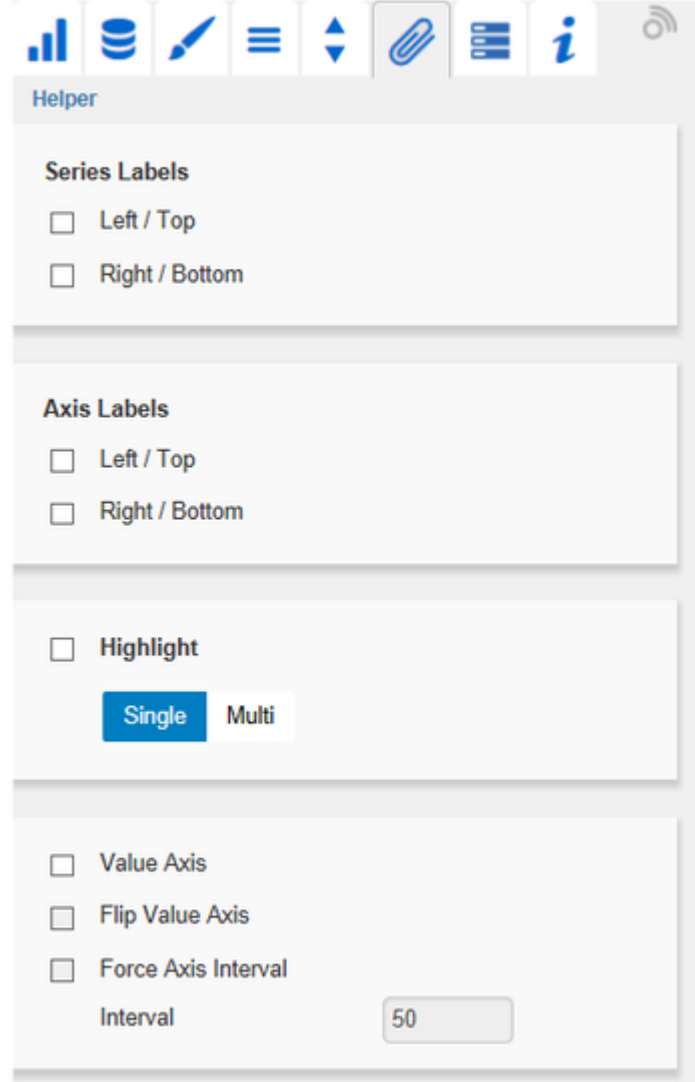 Helper
Series Labels
Left / Top
Right / Bottom
Axis Labels
Left / Top
Right / Bottom
Highlight
Single Multi
Value Axis
Flip Value Axis
Force Axis Interval
Interval 50